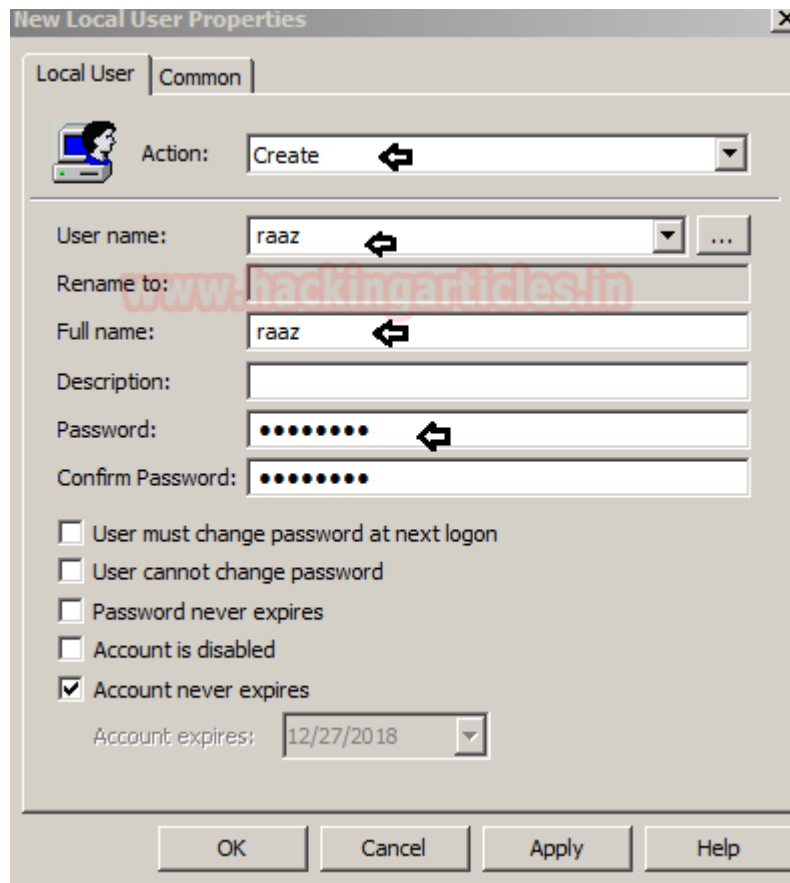 New Local User Properties
Local User Common
Action: Create
User name: raaz ...
Rename to:
www.hackingarticles.in
Full name: raaz
Description:
Password: ●●●●●●●●
Confirm Password: ●●●●●●●●
User must change password at next logon
User cannot change password
Password never expires
Account is disabled
Account never expires
Account expires: 12/27/2018
OK Cancel Apply Help